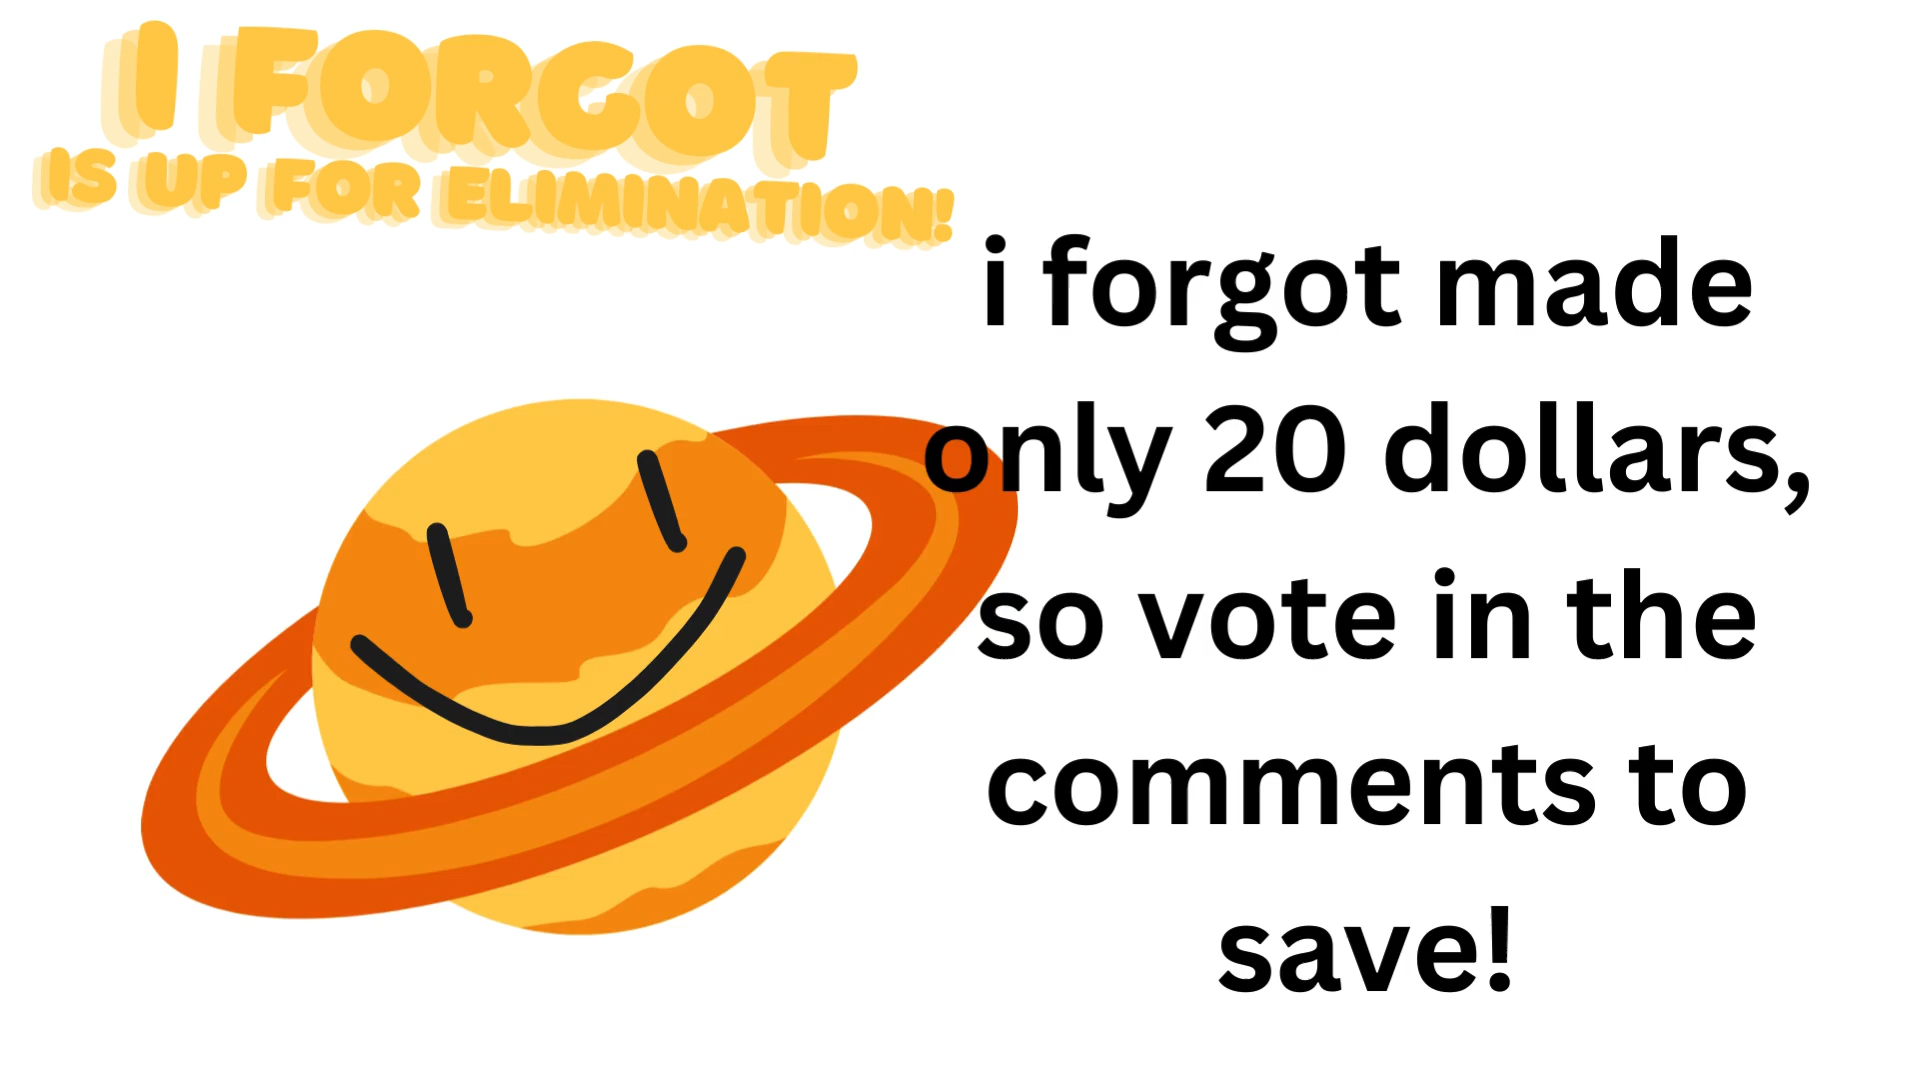 I FORGOT
IS UP FOR ELIMINATION!
i forgot made
only 20 dollars,
so vote in the
comments to
save!